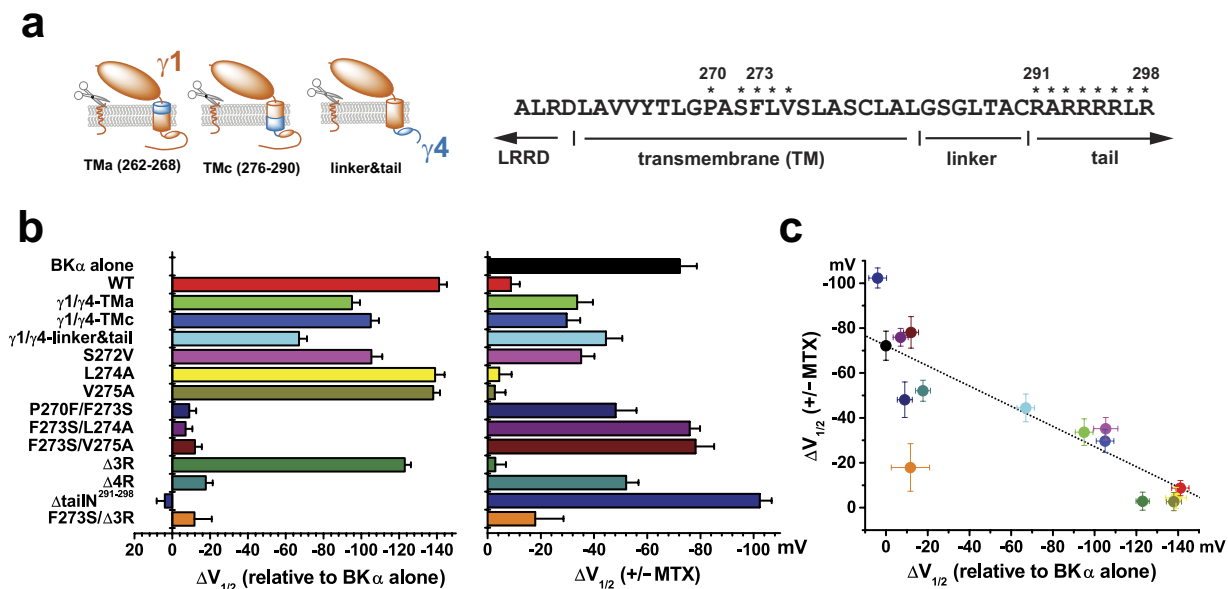 a
γ1
γ4
TMa (262-268)
TMc (276-290)
linker&tail
270 273 291 298
* * * * * * * * * * * * *
ALRDLAVVYTLGPASFLVSLASCLALGSGLTACRARRRRLR
LRRD transmembrane (TM) linker tail
b
BKα alone
WT
γ1/γ4-TMa
γ1/γ4-TMc
γ1/γ4-linker&tail
S272V
L274A
V275A
P270F/F273S
F273S/L274A
F273S/V275A
Δ3R
Δ4R
ΔtailN291-298
F273S/Δ3R
20 0 -20 -40 -60 -80 -100 -120 -140
ΔV1/2 (relative to BKα alone)
0 -20 -40 -60 -80 -100 mV
ΔV1/2 (+/−MTX)
c
mV
-100
-80
-60
-40
-20
0
ΔV1/2 (+/−MTX)
0 -20 -40 -60 -80 -100 -120 -140 mV
ΔV1/2 (relative to BKα alone)